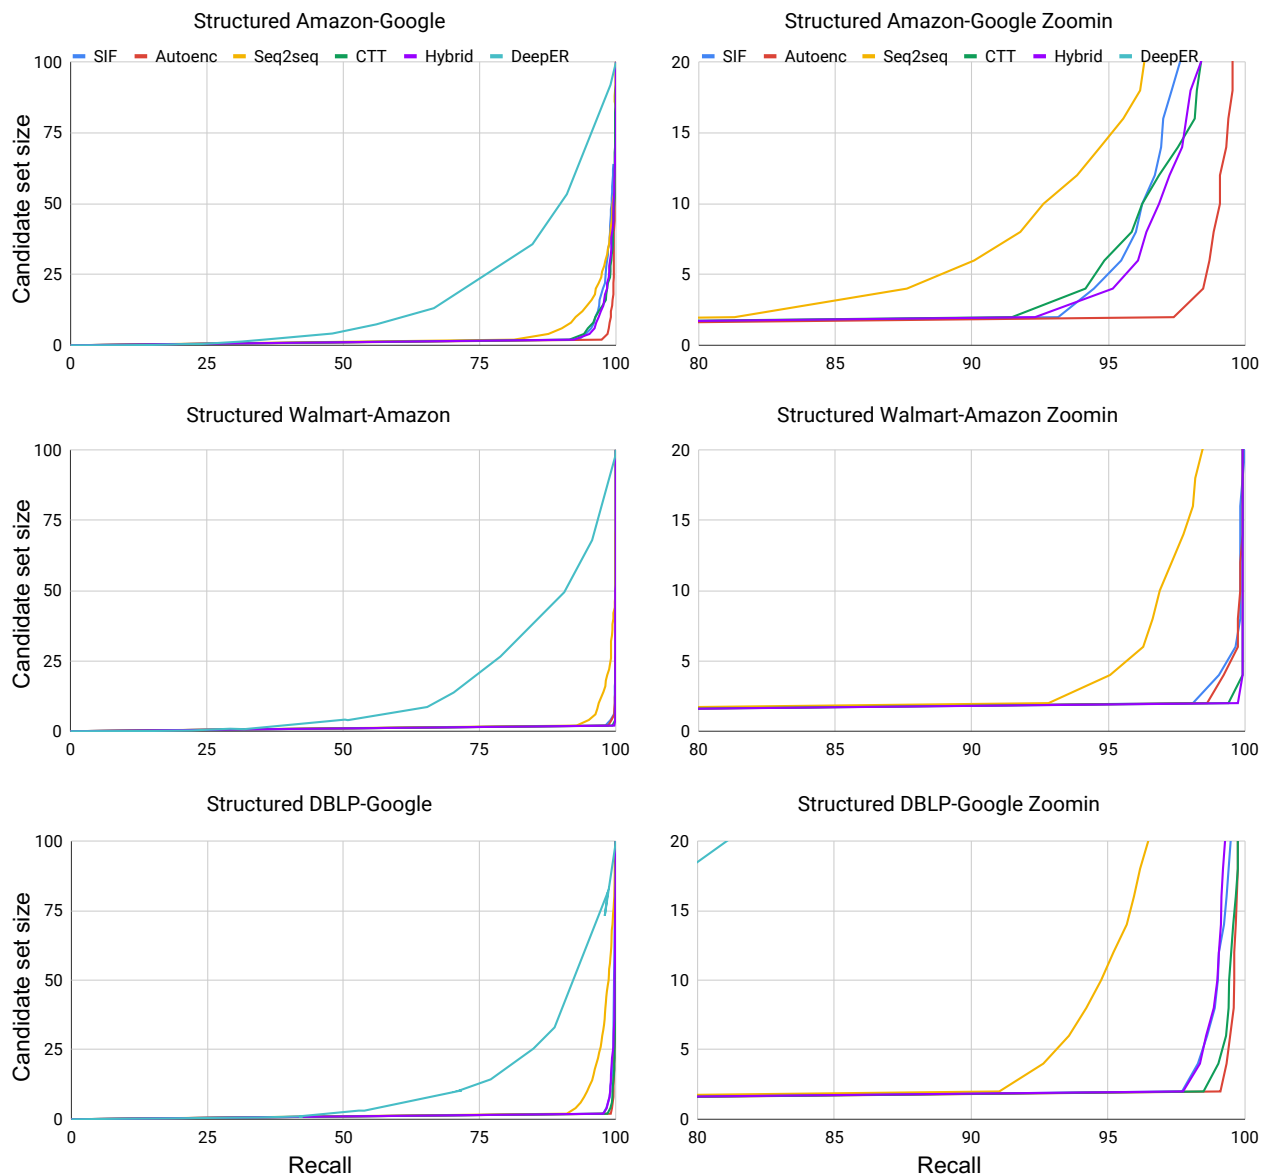 Structured Amazon-Google
SIF Autoenc Seq2seq CTT Hybrid DeepER
100
75
50
25
0
0 25 50 75 100
Candidate set size
Structured Amazon-Google Zoomin
SIF Autoenc Seq2seq CTT Hybrid DeepER
20
15
10
5
0
80 85 90 95 100
Structured Walmart-Amazon
100
75
50
25
0
0 25 50 75 100
Candidate set size
Structured Walmart-Amazon Zoomin
20
15
10
5
0
80 85 90 95 100
Structured DBLP-Google
100
75
50
25
0
0 25 50 75 100
Candidate set size
Recall
Structured DBLP-Google Zoomin
20
15
10
5
0
80 85 90 95 100
Recall